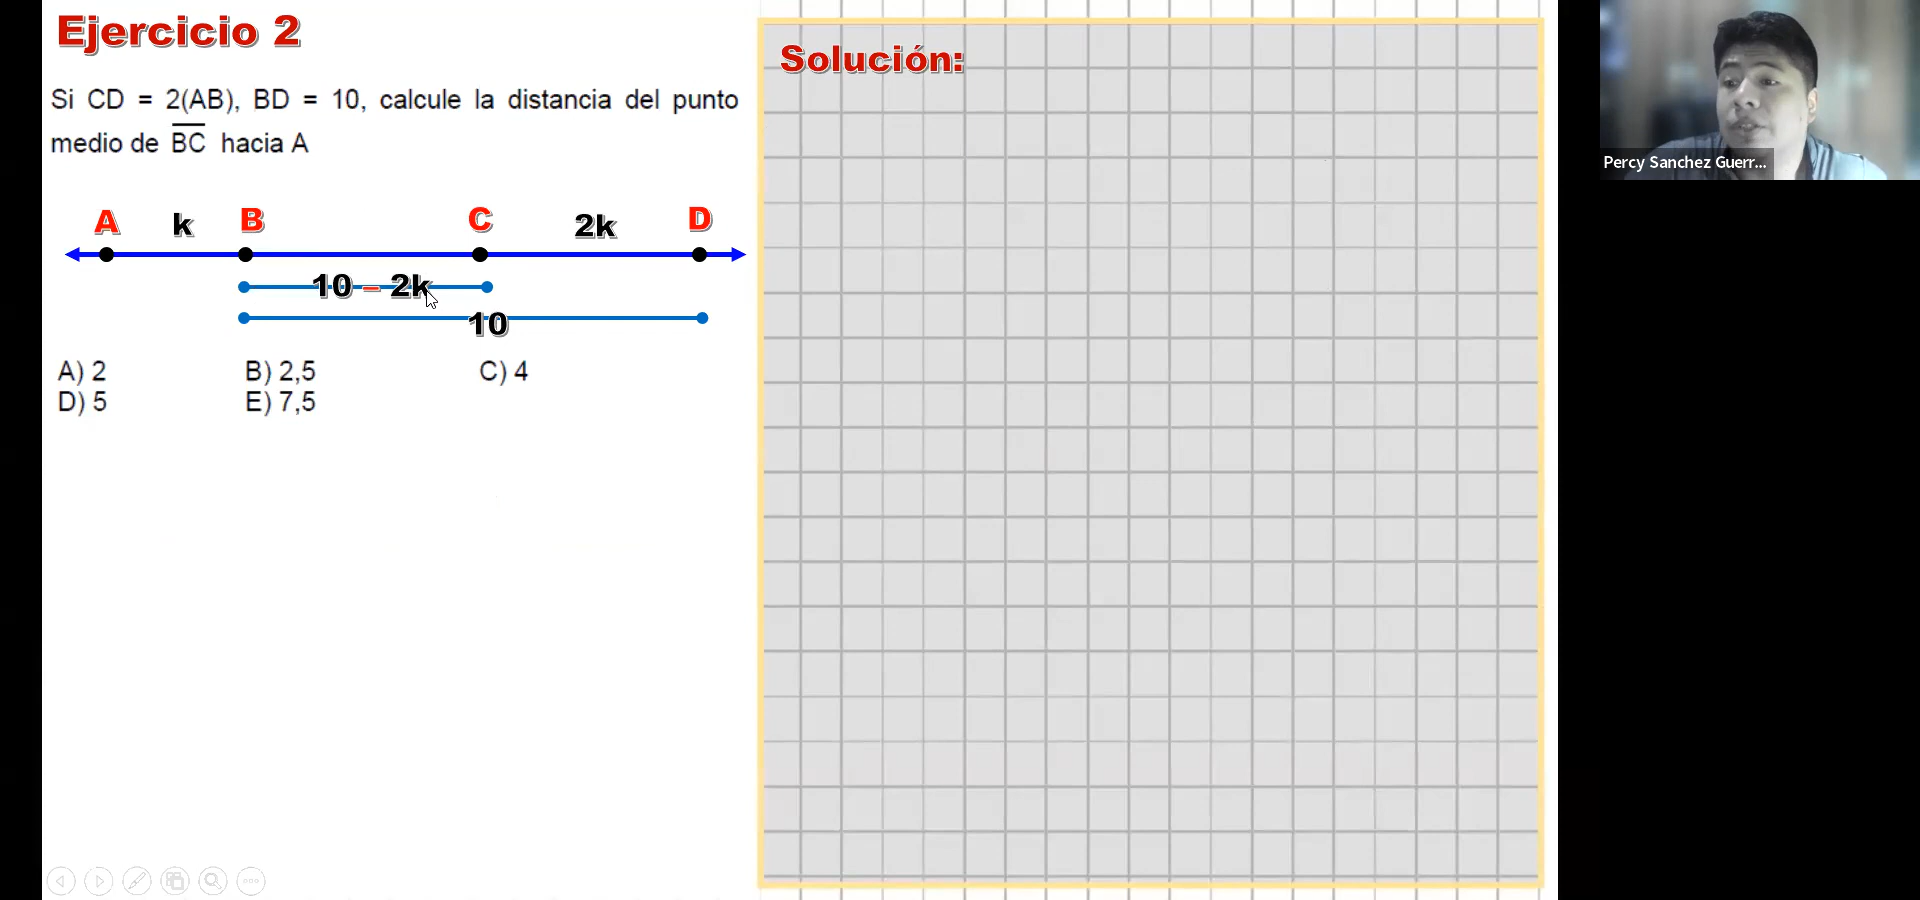 Ejercicio 2
Si CD = 2(AB), BD = 10, calcule la distancia del punto
medio de BC hacia A
A k B C 2k D
10 – 2k
10
A) 2 B) 2,5 C) 4
D) 5 E) 7,5
Solución:
Percy Sanchez Guerr...